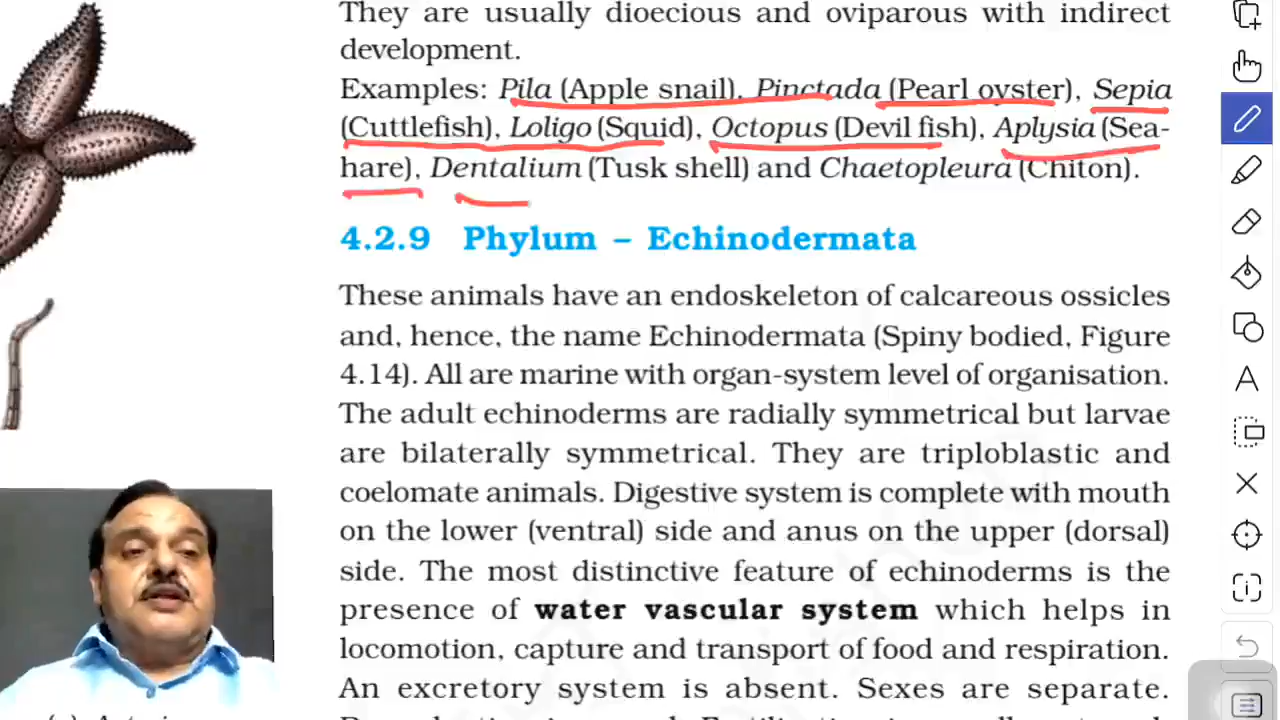 They are usually dioecious and oviparous with indirect
development.
Examples: Pila (Apple snail), Pinctada (Pearl oyster), Sepia
(Cuttlefish), Loligo (Squid), Octopus (Devil fish), Aplysia (Sea-
hare), Dentalium (Tusk shell) and Chaetopleura (Chiton).
4.2.9 Phylum – Echinodermata
These animals have an endoskeleton of calcareous ossicles
and, hence, the name Echinodermata (Spiny bodied, Figure
4.14). All are marine with organ-system level of organisation.
The adult echinoderms are radially symmetrical but larvae
are bilaterally symmetrical. They are triploblastic and
coelomate animals. Digestive system is complete with mouth
on the lower (ventral) side and anus on the upper (dorsal)
side. The most distinctive feature of echinoderms is the
presence of water vascular system which helps in
locomotion, capture and transport of food and respiration.
An excretory system is absent. Sexes are separate.